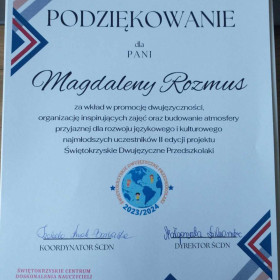 PODZIĘKOWANIE
dla
PANI
Magdaleny Rozmus
za wkład w promocję dwujęzyczności,
organizację inspirujących zajęć oraz budowanie atmosfery
przyjaznej dla rozwoju językowego i kulturowego
najmłodszych uczestników II edycji projektu
Świętokrzyskie Dwujęzyczne Przedszkolaki
2023/2024
KOORDYNATOR ŚCDN
DYREKTOR ŚCDN
ŚWIĘTOKRZYSKIE CENTRUM
DOSKONALENIA NAUCZYCIELI